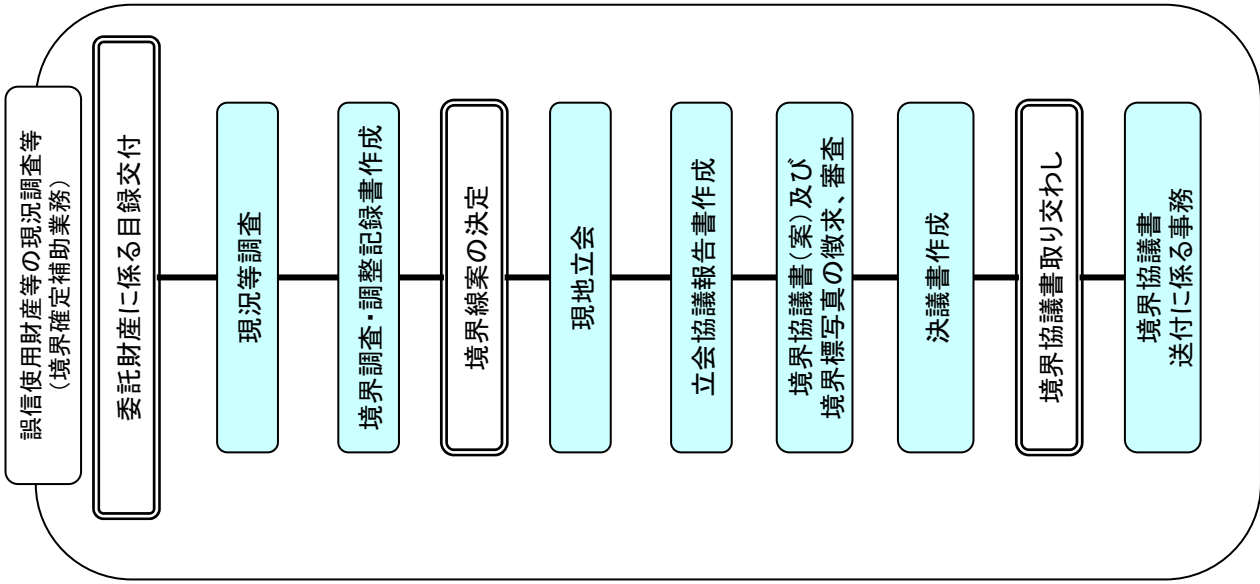 誤信使用財産等の現況調査等
(境界確定補助業務)
委託財産に係る目録交付
現況等調査
境界調査・調整記録書作成
境界線案の決定
現地立会
立会協議報告書作成
境界協議書(案)及び
境界標写真の徴求、審査
決議書作成
境界協議書取り交わし
境界協議書
送付に係る事務